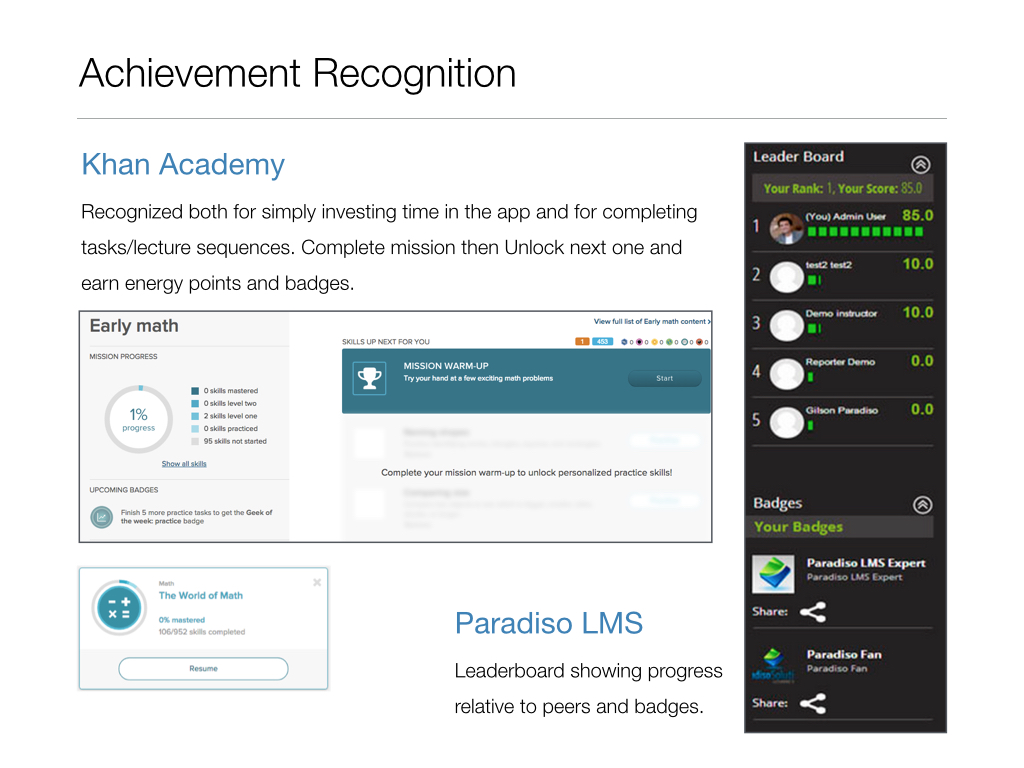 Achievement Recognition
Khan Academy
Recognized both for simply investing time in the app and for completing
tasks/lecture sequences. Complete mission then Unlock next one and
earn energy points and badges.
Early math
MISSION PROGRESS
1%
progress
0 skills mastered
0 skills level two
2 skills level one
0 skills practiced
95 skills not started
Show all skills
UPCOMING BADGES
Finish 5 more practice tasks to get the Geek of
the week: practice badge
View full list of Early math content ›
SKILLS UP NEXT FOR YOU
1 453 0 0 0 0 0 0
MISSION WARM-UP
Try your hand at a few exciting math problems
Start
Complete your mission warm-up to unlock personalized practice skills!
Math
The World of Math
0% mastered
106/952 skills completed
Resume
Paradiso LMS
Leaderboard showing progress
relative to peers and badges.
Leader Board
Your Rank: 1, Your Score: 85.0
1 (You) Admin User 85.0
2 test2 test2 10.0
3 Demo instructor 10.0
4 Reporter Demo 0.0
5 Gilson Paradiso 0.0
Badges
Your Badges
Paradiso LMS Expert
Paradiso LMS Expert
Share:
Paradiso Fan
Paradiso Fan
Share: